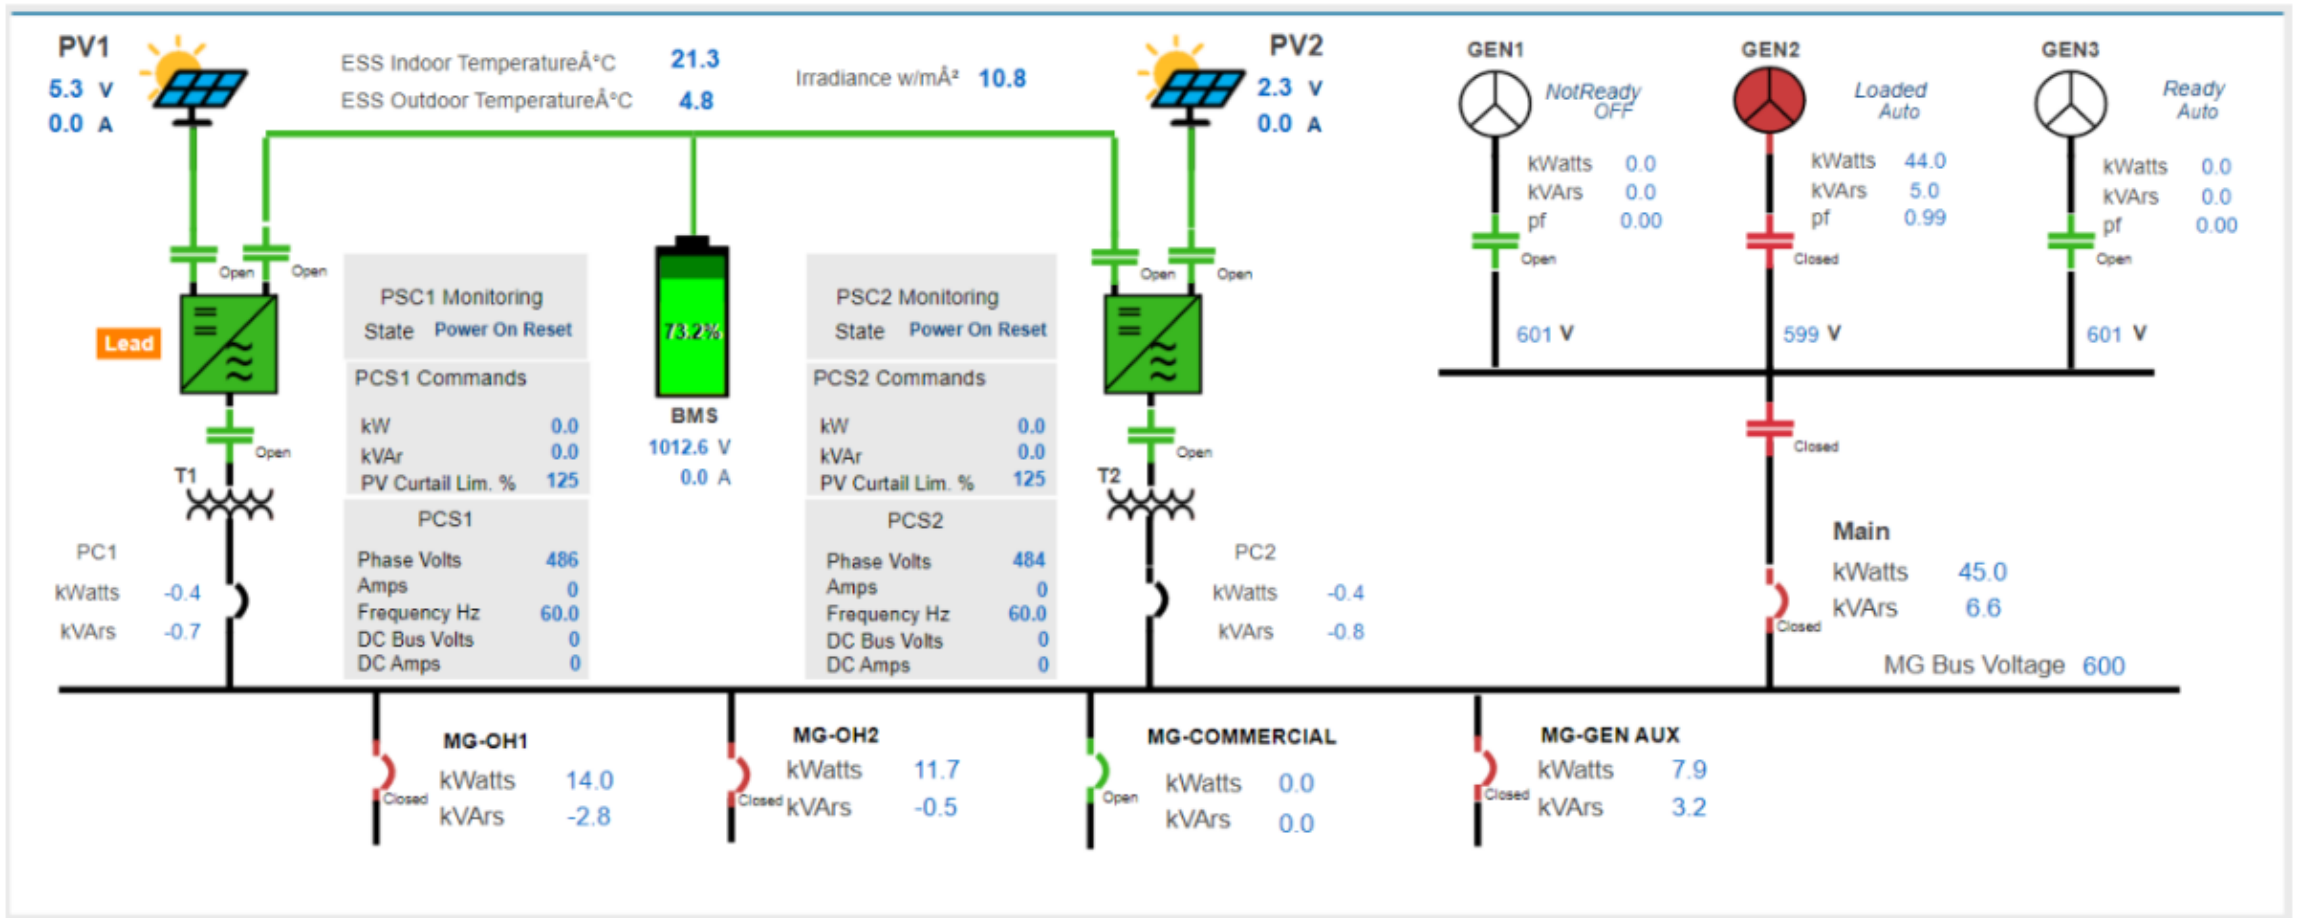 PV1
5.3 V
0.0 A
ESS Indoor TemperatureÂ°C 21.3
ESS Outdoor TemperatureÂ°C 4.8
Irradiance w/mÂ² 10.8
PV2
2.3 V
0.0 A
GEN1
NotReady
OFF
kWatts 0.0
kVArs 0.0
pf 0.00
Open
601 V
GEN2
Loaded
Auto
kWatts 44.0
kVArs 5.0
pf 0.99
Closed
599 V
GEN3
Ready
Auto
kWatts 0.0
kVArs 0.0
pf 0.00
Open
601 V
Open
Open
Lead
Open
T1
PSC1 Monitoring
State Power On Reset
PCS1 Commands
kW 0.0
kVAr 0.0
PV Curtail Lim. % 125
PCS1
Phase Volts 486
Amps 0
Frequency Hz 60.0
DC Bus Volts 0
DC Amps 0
73.2%
BMS
1012.6 V
0.0 A
PSC2 Monitoring
State Power On Reset
PCS2 Commands
kW 0.0
kVAr 0.0
PV Curtail Lim. % 125
PCS2
Phase Volts 484
Amps 0
Frequency Hz 60.0
DC Bus Volts 0
DC Amps 0
Open
Open
Open
T2
PC1
kWatts -0.4
kVArs -0.7
PC2
kWatts -0.4
kVArs -0.8
Closed
Main
kWatts 45.0
kVArs 6.6
Closed
MG Bus Voltage 600
MG-OH1
kWatts 14.0
Closed
kVArs -2.8
MG-OH2
kWatts 11.7
Closed
kVArs -0.5
MG-COMMERCIAL
kWatts 0.0
Open
kVArs 0.0
MG-GEN AUX
kWatts 7.9
Closed
kVArs 3.2